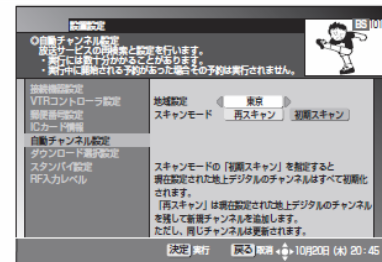 設置設定
BS
◎自動チャンネル設定
放送サービスの再検索と設定を行います。
・実行には数十分かかることがあります。
・実行中に開始される予約があった場合その予約は実行されません。
接続機器設定
VTRコントローラ設定
郵便番号設定
ICカード情報
自動チャンネル設定
ダウンロード選択設定
スタンバイ設定
RF入力レベル
地域設定 東京
スキャンモード 再スキャン 初期スキャン
スキャンモードの「初期スキャン」を指定すると
現在設定された地上デジタルのチャンネルはすべて初期化
されます。
「再スキャン」は現在設定された地上デジタルのチャンネル
を残して新規チャンネルを追加します。
ただし、同じチャンネルは更新されます。
決定 実行 戻る 取消 10月20日 (木) 20:45